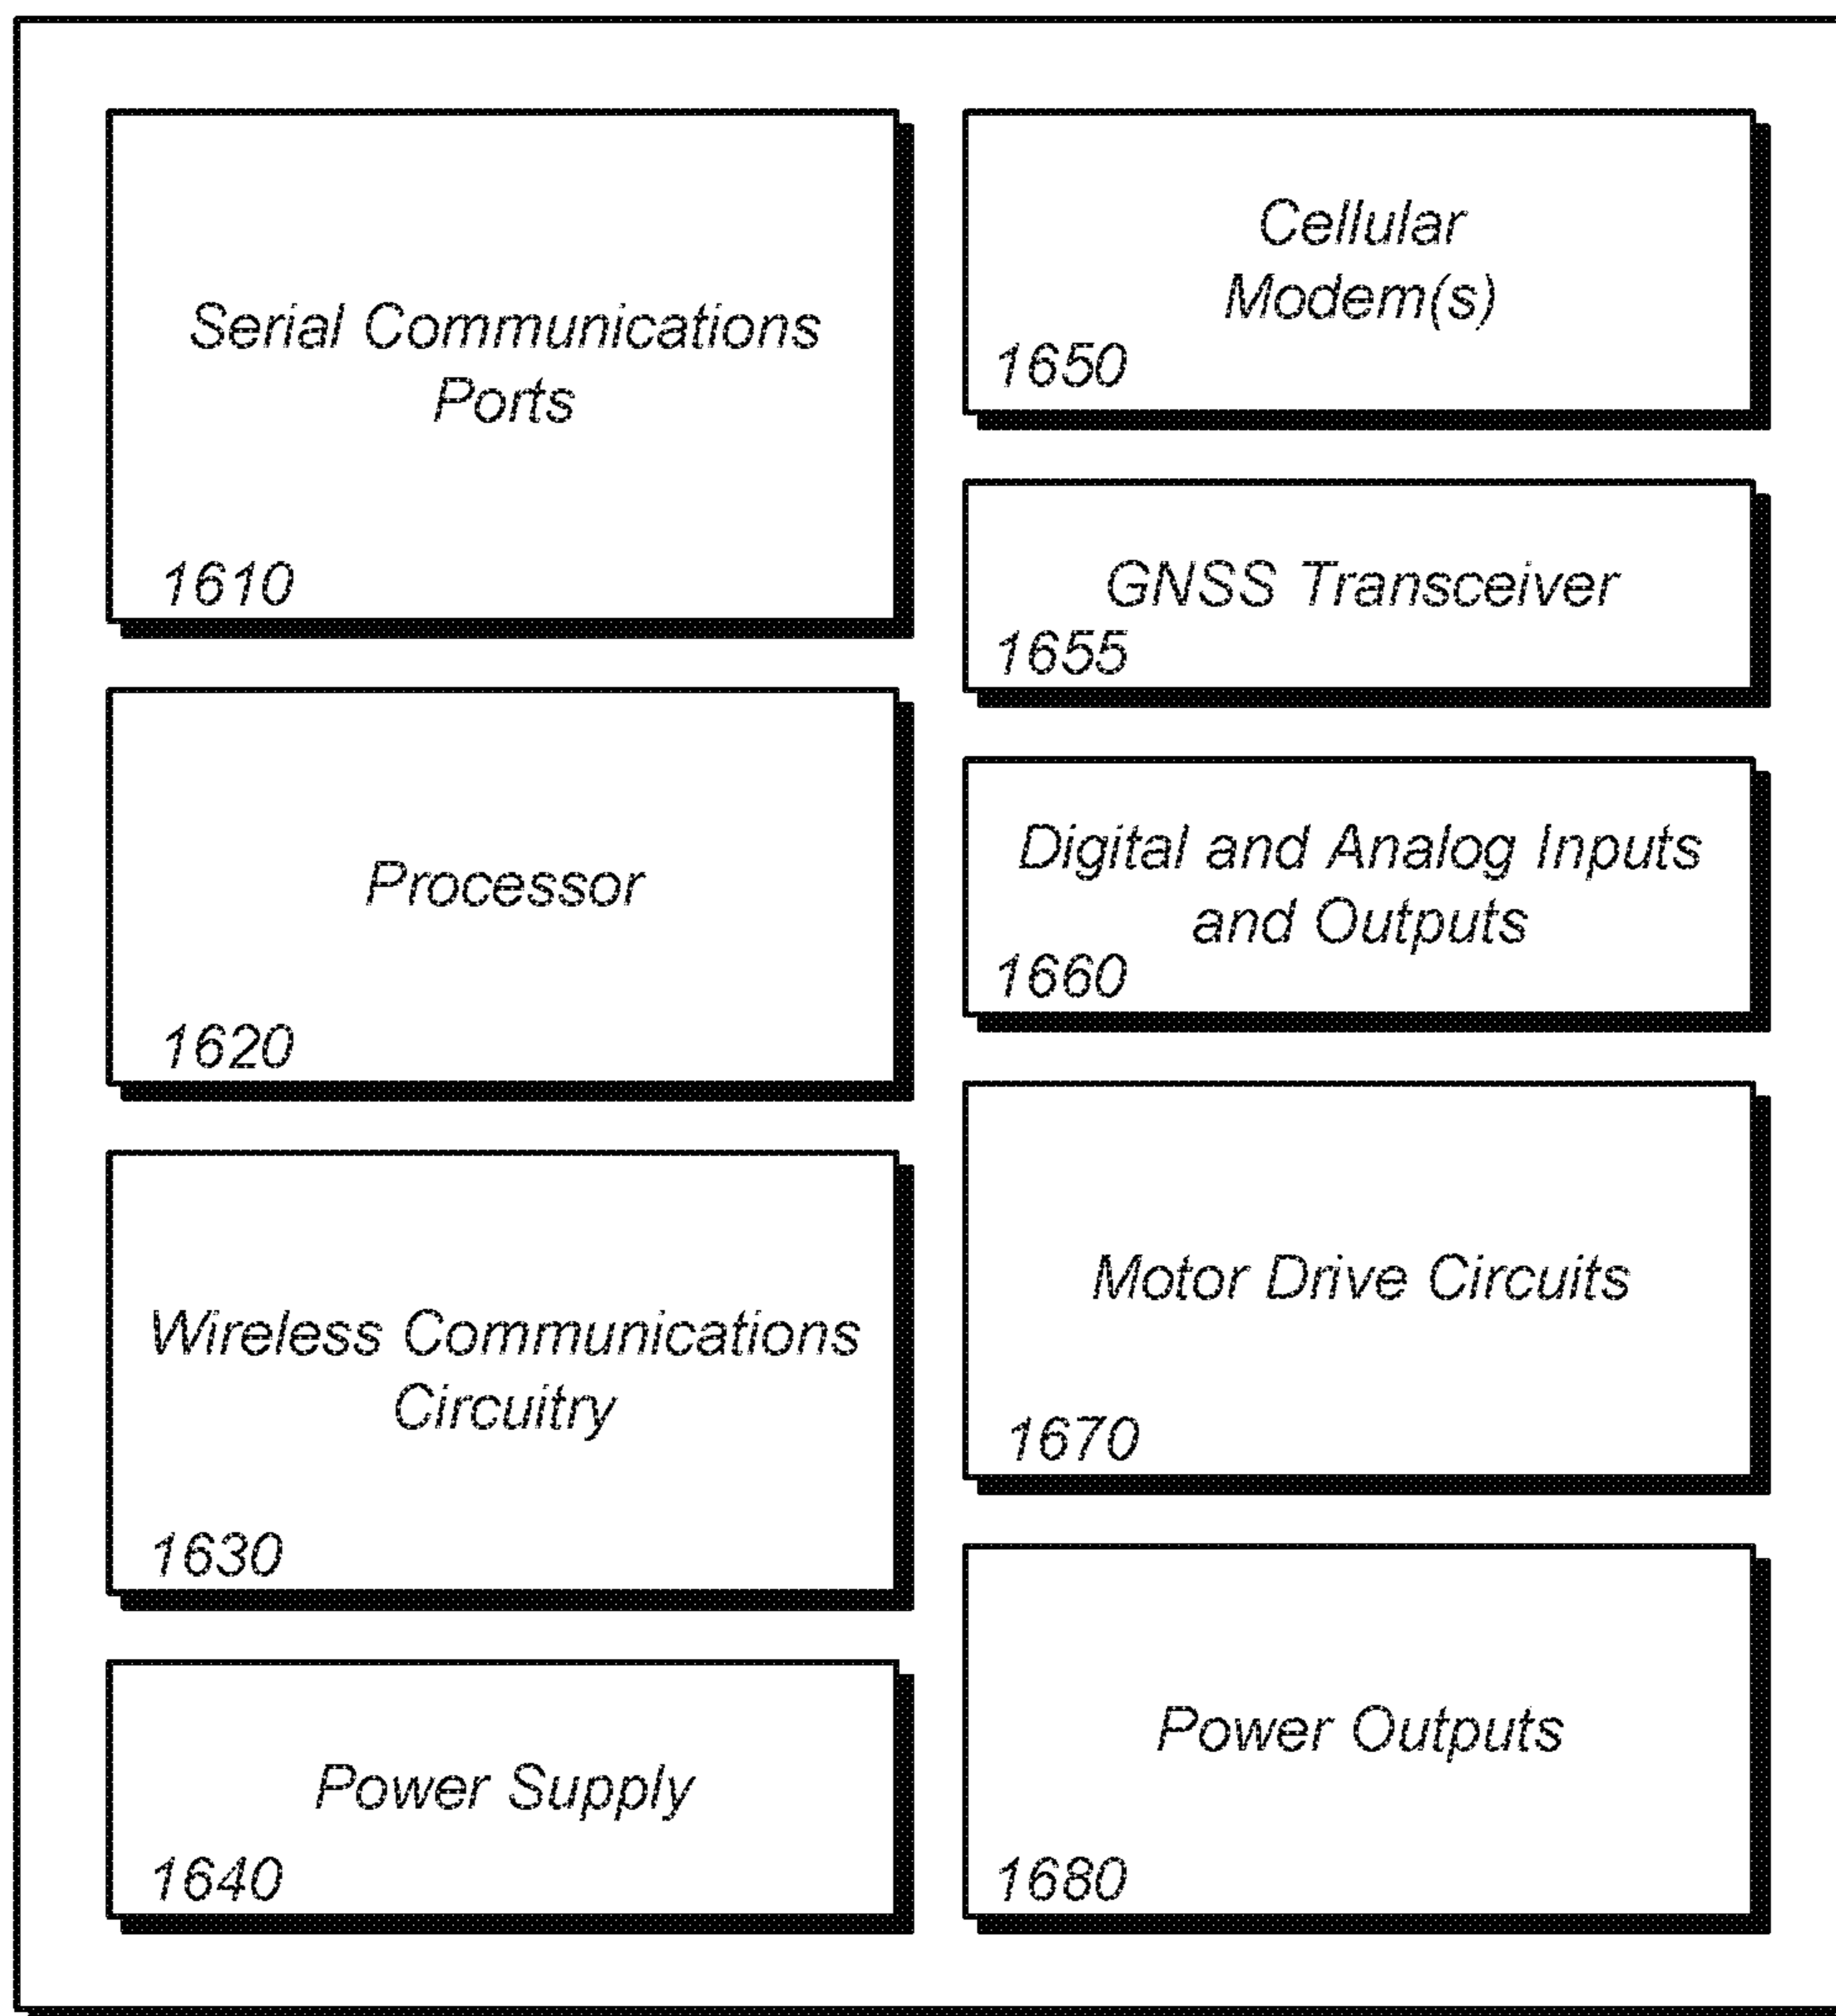 Serial Communications
Ports
1610
Processor
1620
Wireless Communications
Circuitry
1630
Power Supply
1640
Cellular
Modem(s)
1650
GNSS Transceiver
1655
Digital and Analog Inputs
and Outputs
1660
Motor Drive Circuits
1670
Power Outputs
1680